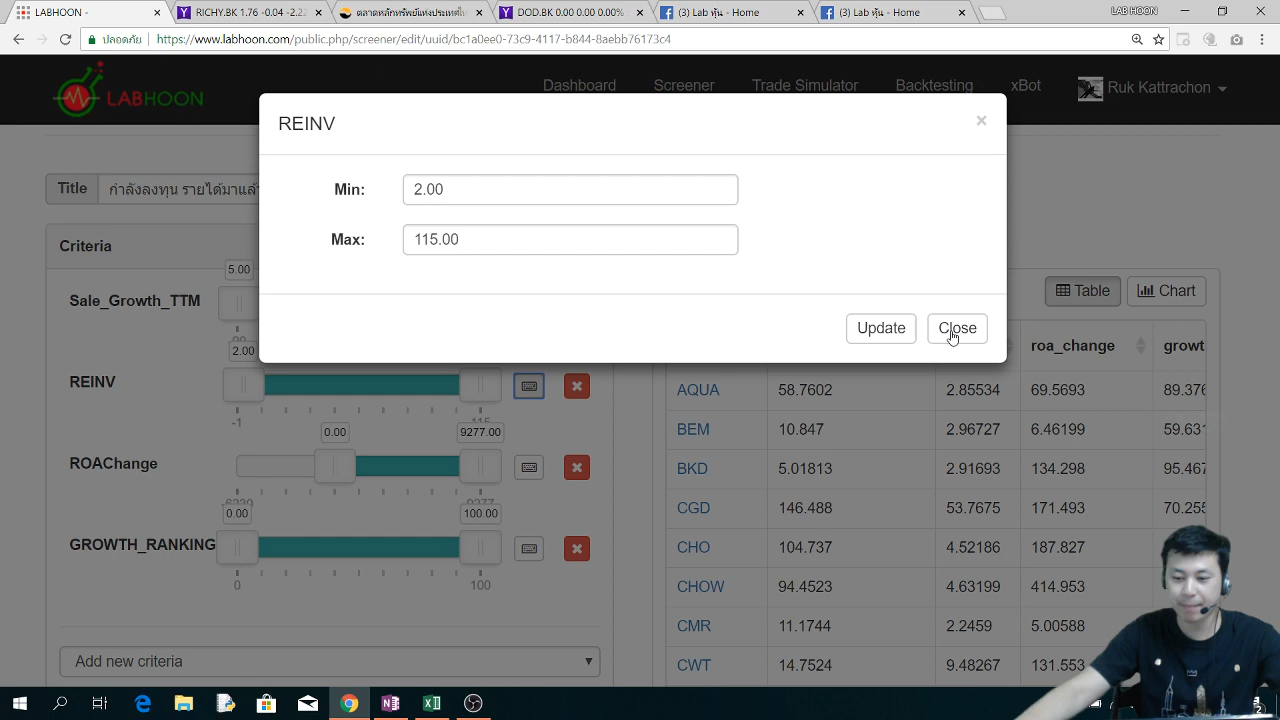 LABHOON -
RICHY.BK 1.76 -0.04 -2.22
ตลาดหลักทรัพย์แห่งประเทศไ
DOD.BK 0.00 0.00 0.00%
(3) Lab หุ้น - Home
(3) Lab หุ้น - Home
LAB HOON
ปลอดภัย
https://www.labhoon.com/public.php/screener/edit/uuid/bc1a0ee0-73c9-4117-b844-8aebb76173c4
LABHOON
Dashboard
Screener
Trade Simulator
Backtesting
xBot
Ruk Kattrachon
REINV
×
Min:
2.00
Max:
115.00
Update
Close
Title
กำลังลงทุน รายได้มาแล้ว
Criteria
5.00
Sale_Growth_TTM
2.00
REINV
-1
115
0.00
9277.00
ROAChange
9277
0.00
100.00
GROWTH_RANKING
0
100
Add new criteria
Table
Chart
roa_change
growt
AQUA 58.7602 2.85534 69.5693 89.376
BEM 10.847 2.96727 6.46199 59.631
BKD 5.01813 2.91693 134.298 95.467
CGD 146.488 53.7675 171.493 70.255
CHO 104.737 4.52186 187.827
CHOW 94.4523 4.63199 414.953
CMR 11.1744 2.2459 5.00588
CWT 14.7524 9.48267 131.553